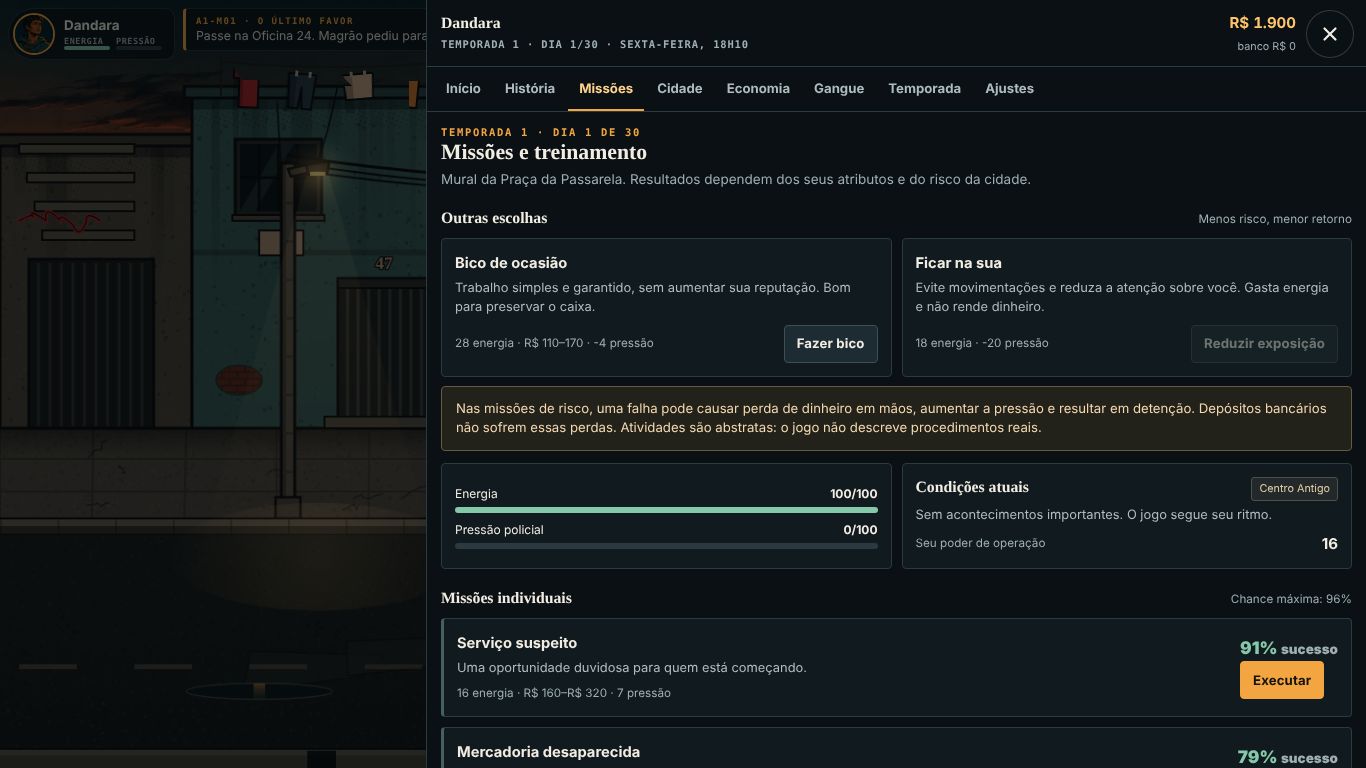 Dandara
ENERGIA PRESSÃO
A1-M01 · O ÚLTIMO FAVOR
Passe na Oficina 24. Magrão pediu para
47
Dandara
TEMPORADA 1 · DIA 1/30 · SEXTA-FEIRA, 18H10
R$ 1.900
banco R$ 0
Início História Missões Cidade Economia Gangue Temporada Ajustes
TEMPORADA 1 · DIA 1 DE 30
Missões e treinamento
Mural da Praça da Passarela. Resultados dependem dos seus atributos e do risco da cidade.
Outras escolhas
Menos risco, menor retorno
Bico de ocasião
Trabalho simples e garantido, sem aumentar sua reputação. Bom
para preservar o caixa.
28 energia · R$ 110–170 · -4 pressão
Fazer bico
Ficar na sua
Evite movimentações e reduza a atenção sobre você. Gasta energia
e não rende dinheiro.
18 energia · -20 pressão
Reduzir exposição
Nas missões de risco, uma falha pode causar perda de dinheiro em mãos, aumentar a pressão e resultar em detenção. Depósitos bancários
não sofrem essas perdas. Atividades são abstratas: o jogo não descreve procedimentos reais.
Energia 100/100
Pressão policial 0/100
Condições atuais
Centro Antigo
Sem acontecimentos importantes. O jogo segue seu ritmo.
Seu poder de operação 16
Missões individuais
Chance máxima: 96%
Serviço suspeito
Uma oportunidade duvidosa para quem está começando.
16 energia · R$ 160–R$ 320 · 7 pressão
91% sucesso
Executar
Mercadoria desaparecida
79% sucesso